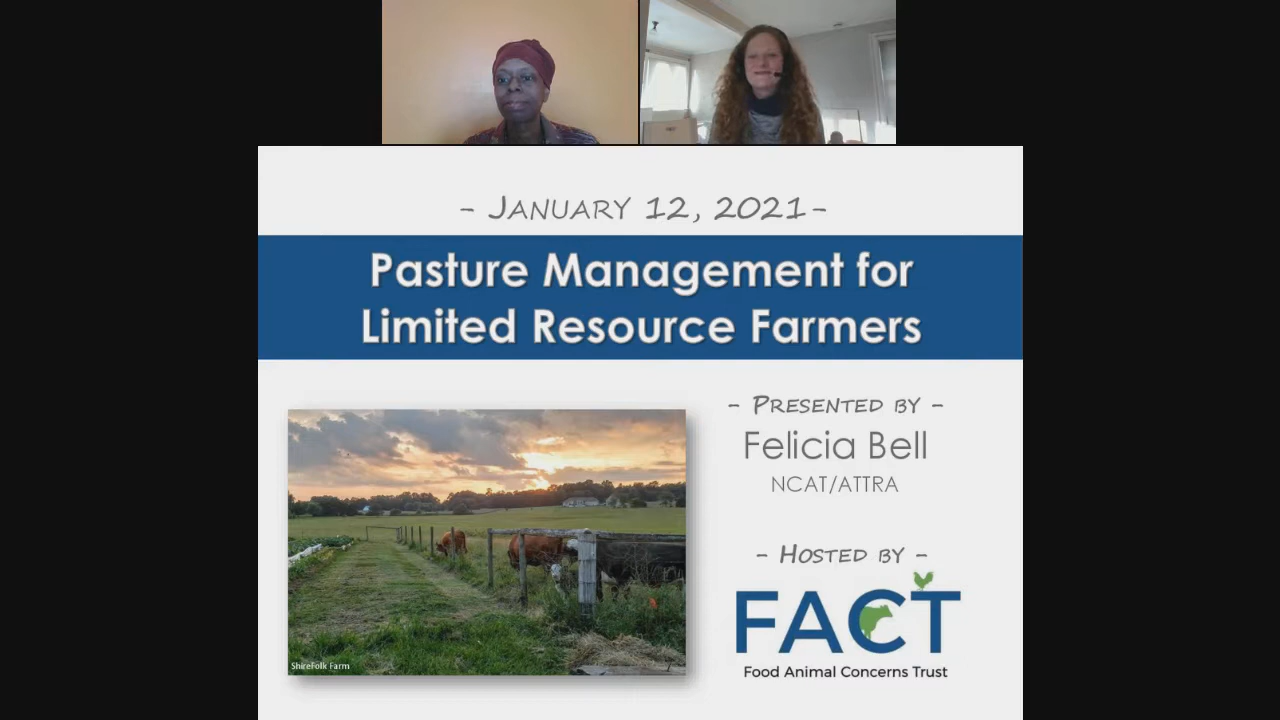 - JANUARY 12, 2021-
Pasture Management for
Limited Resource Farmers
- PRESENTED BY -
Felicia Bell
NCAT/ATTRA
- HOSTED BY -
FACT
Food Animal Concerns Trust
ShireFolk Farm